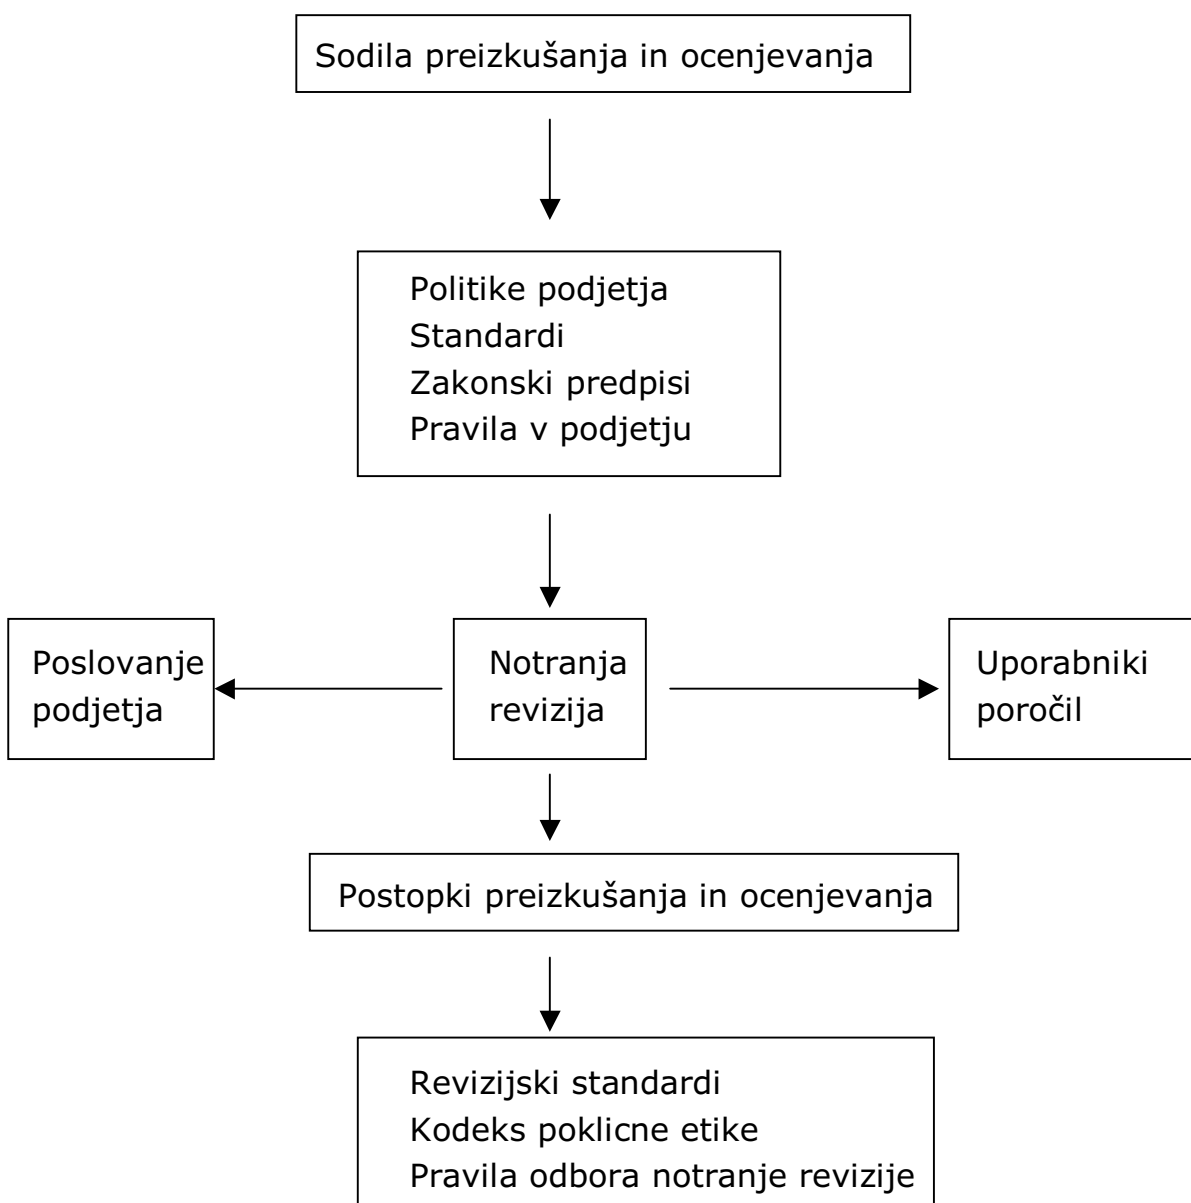 Sodila preizkušanja in ocenjevanja
Politike podjetja
Standardi
Zakonski predpisi
Pravila v podjetju
Poslovanje
podjetja
Notranja
revizija
Uporabniki
poročil
Postopki preizkušanja in ocenjevanja
Revizijski standardi
Kodeks poklicne etike
Pravila odbora notranje revizije